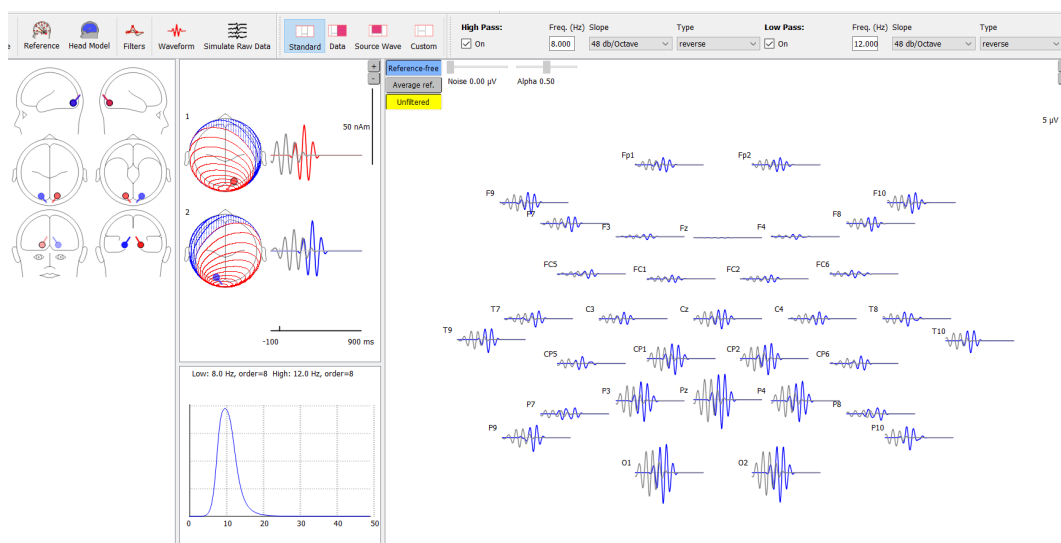 High Pass: Freq. (Hz) Slope Type Low Pass: Freq. (Hz) Slope Type
On 8.000 48 db/Octave reverse On 12.000 48 db/Octave reverse
e Reference Head Model Filters Waveform Simulate Raw Data Standard Data Source Wave Custom
+
-
Reference-free
Average ref.
Unfiltered
Noise 0.00 µV Alpha 0.50
1
50 nAm
5 µV
2
-100 900 ms
Fp1 Fp2
F9 F10
F7 F8
F3 Fz F4
FC5 FC1 FC2 FC6
T7 C3 Cz C4 T8
T9 T10
CP5 CP1 CP2 CP6
P3 Pz P4
P7 P8
P9 P10
O1 O2
Low: 8.0 Hz, order=8 High: 12.0 Hz, order=8
0 10 20 30 40 50